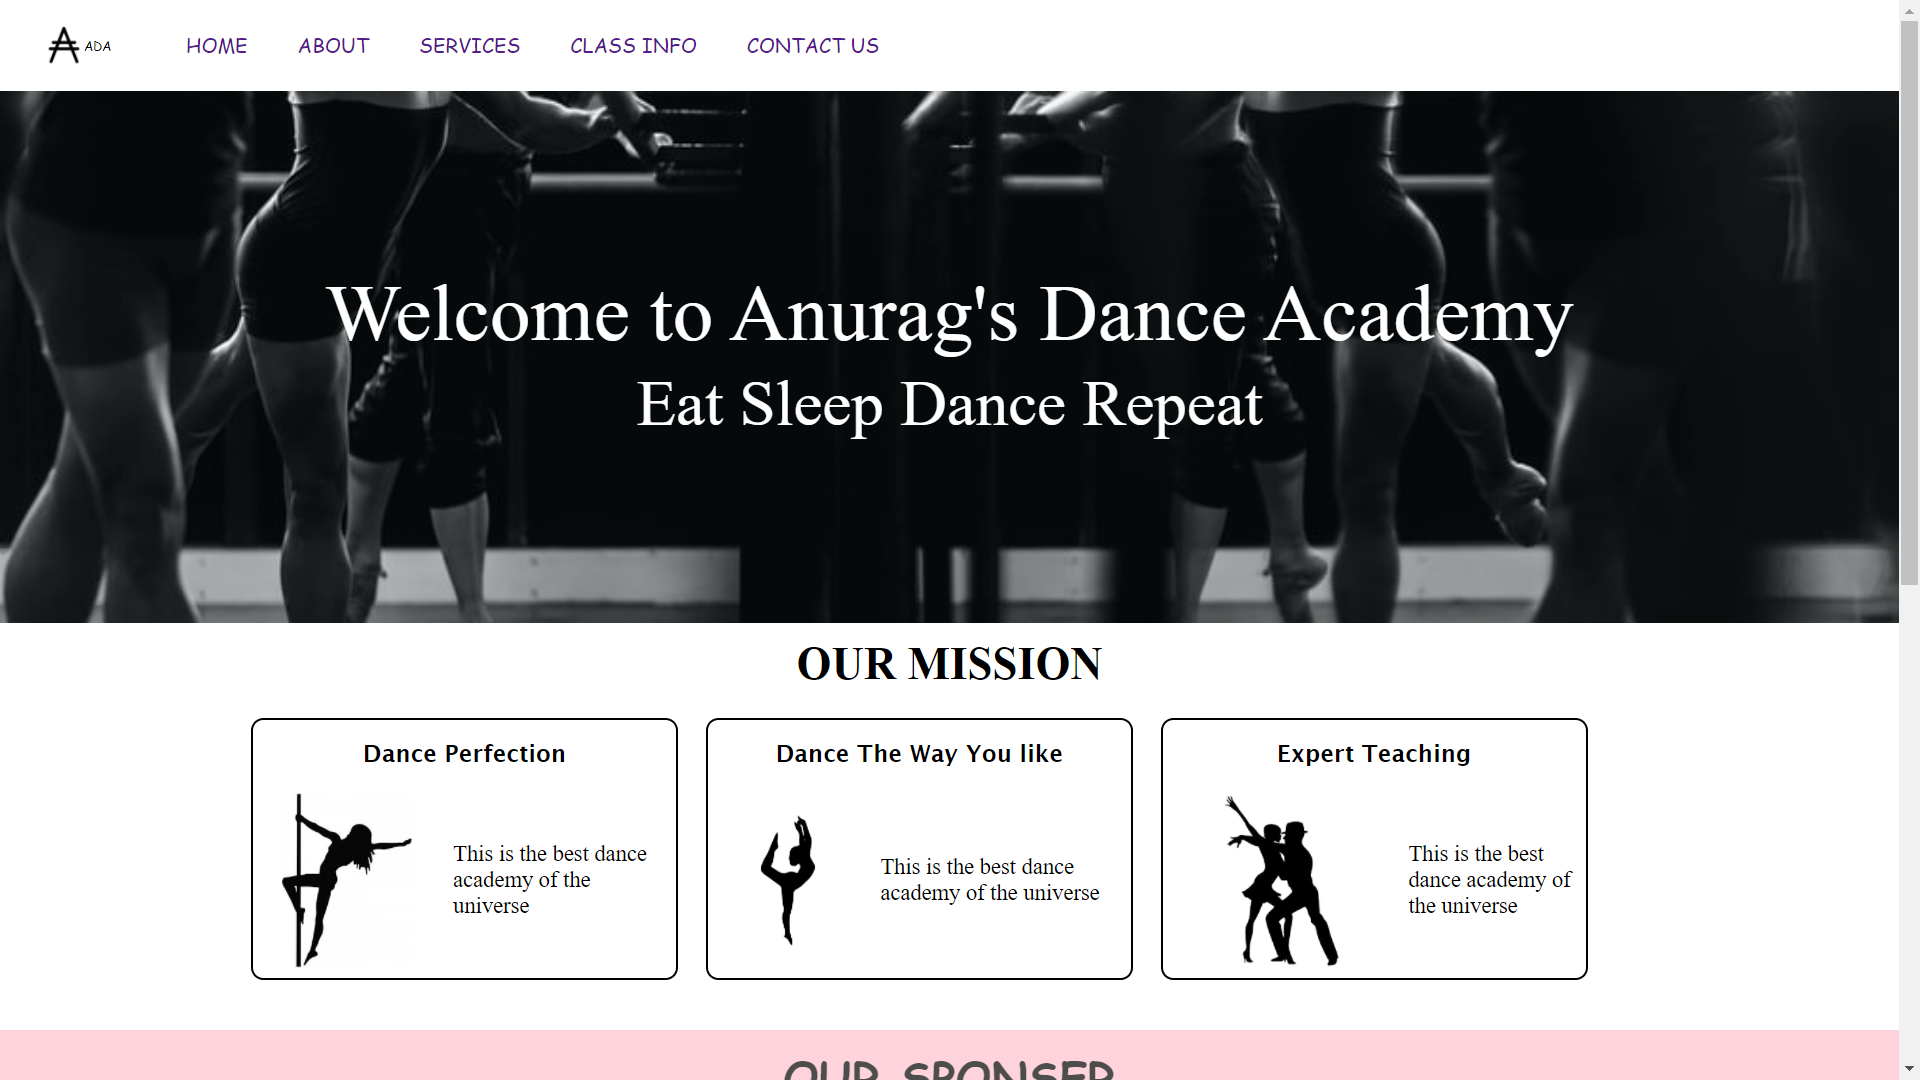 ADA
HOME
ABOUT
SERVICES
CLASS INFO
CONTACT US
Welcome to Anurag's Dance Academy
Eat Sleep Dance Repeat
OUR MISSION
Dance Perfection
This is the best dance
academy of the
universe
Dance The Way You like
This is the best dance
academy of the universe
Expert Teaching
This is the best
dance academy of
the universe
OUR SPONSER